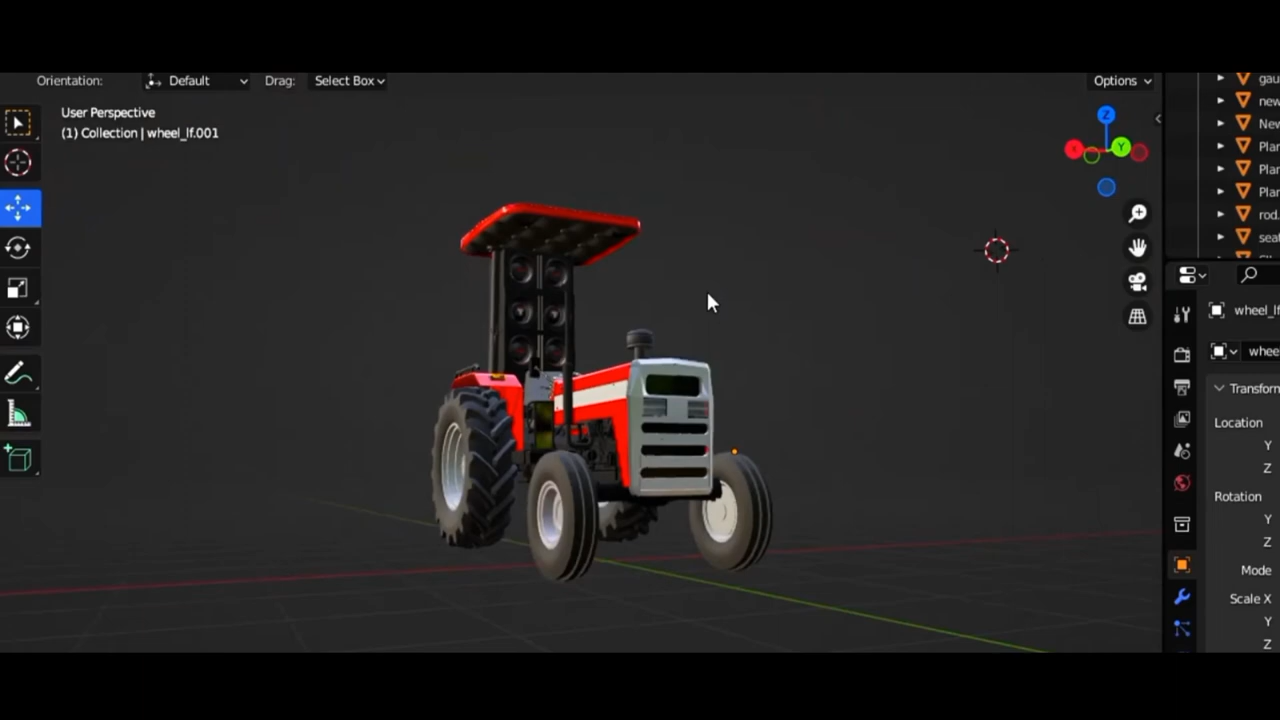 Orientation: Default Drag: Select Box Options
User Perspective
(1) Collection | wheel_lf.001
Z
X Y
gau
new
New
Plan
Plan
Plan
rod.
seat
wheel_lf
whee
Transform
Location
Y
Z
Rotation
Y
Z
Mode
Scale X
Y
Z